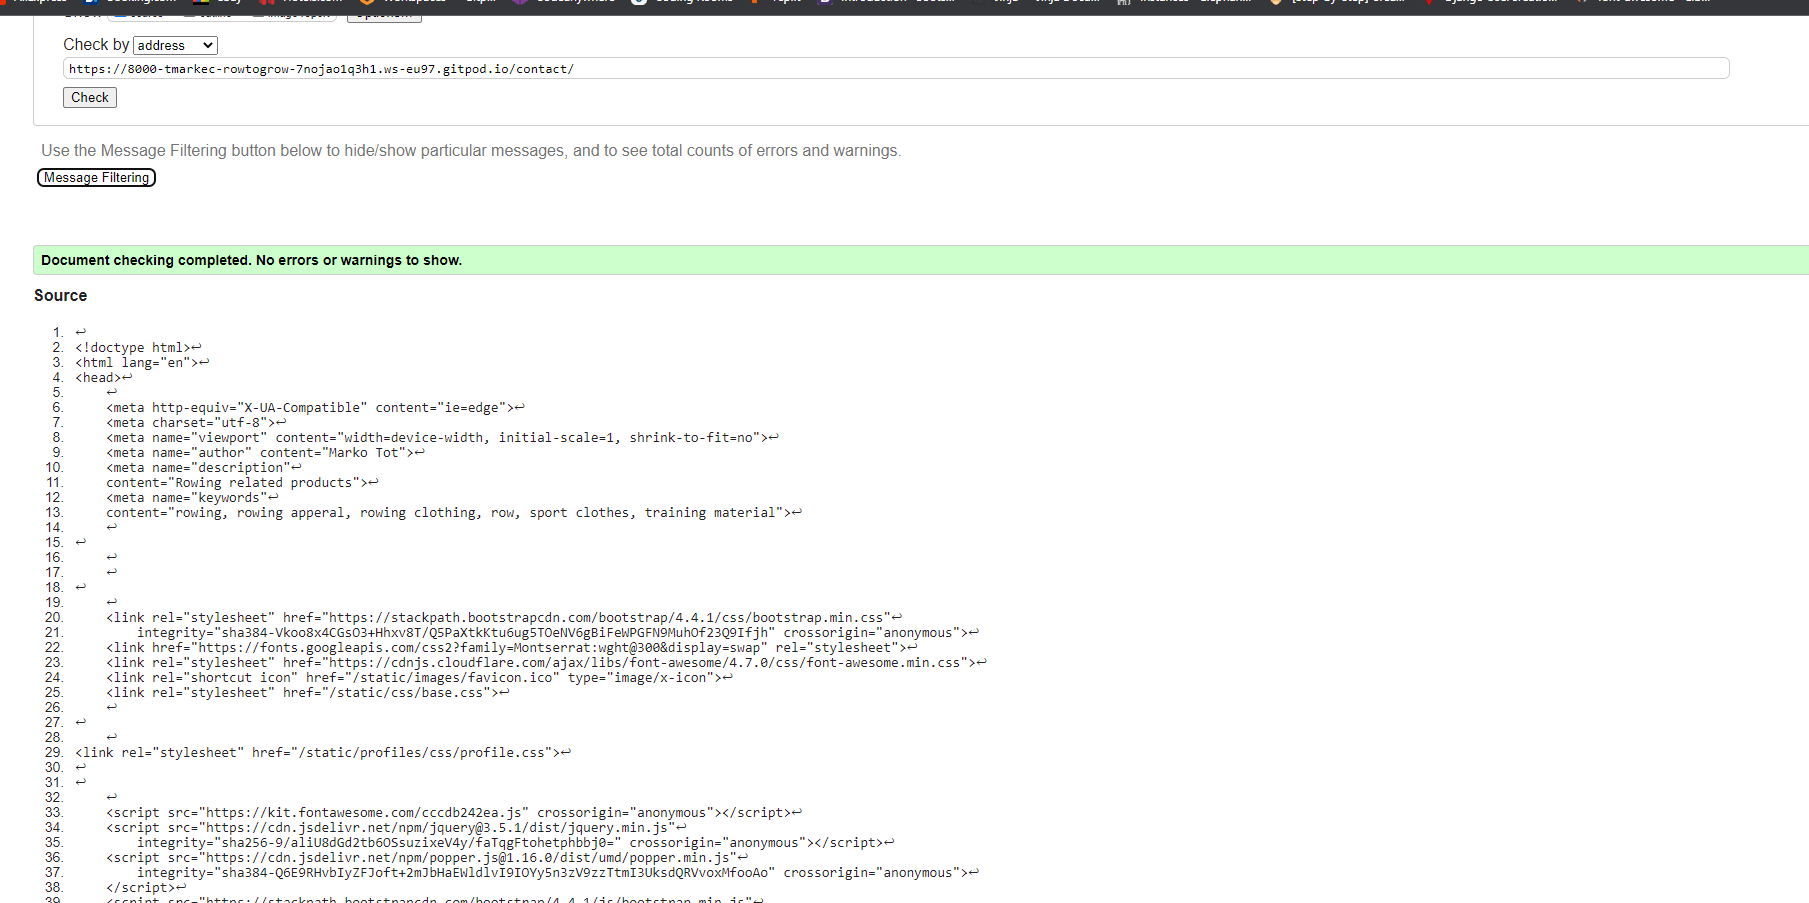 Check by address
https://8000-tmarkec-rowtogrow-7nojao1q3h1.ws-eu97.gitpod.io/contact/
Check
Use the Message Filtering button below to hide/show particular messages, and to see total counts of errors and warnings.
Message Filtering
Document checking completed. No errors or warnings to show.
Source
1. ↩
2. <!doctype html>↩
3. <html lang="en">↩
4. <head>↩
5. ↩
6. <meta http-equiv="X-UA-Compatible" content="ie=edge">↩
7. <meta charset="utf-8">↩
8. <meta name="viewport" content="width=device-width, initial-scale=1, shrink-to-fit=no">↩
9. <meta name="author" content="Marko Tot">↩
10. <meta name="description"↩
11. content="Rowing related products">↩
12. <meta name="keywords"↩
13. content="rowing, rowing apperal, rowing clothing, row, sport clothes, training material">↩
14. ↩
15. ↩
16. ↩
17. ↩
18. ↩
19. ↩
20. <link rel="stylesheet" href="https://stackpath.bootstrapcdn.com/bootstrap/4.4.1/css/bootstrap.min.css"↩
21. integrity="sha384-Vkoo8x4CGsO3+Hhxv8T/Q5PaXtkKtu6ug5TOeNV6gBiFeWPGFN9MuhOf23Q9Ifjh" crossorigin="anonymous">↩
22. <link href="https://fonts.googleapis.com/css2?family=Montserrat:wght@300&display=swap" rel="stylesheet">↩
23. <link rel="stylesheet" href="https://cdnjs.cloudflare.com/ajax/libs/font-awesome/4.7.0/css/font-awesome.min.css">↩
24. <link rel="shortcut icon" href="/static/images/favicon.ico" type="image/x-icon">↩
25. <link rel="stylesheet" href="/static/css/base.css">↩
26. ↩
27. ↩
28. ↩
29. <link rel="stylesheet" href="/static/profiles/css/profile.css">↩
30. ↩
31. ↩
32. ↩
33. <script src="https://kit.fontawesome.com/cccdb242ea.js" crossorigin="anonymous"></script>↩
34. <script src="https://cdn.jsdelivr.net/npm/jquery@3.5.1/dist/jquery.min.js"↩
35. integrity="sha256-9/aliU8dGd2tb6OSsuzixeV4y/faTqgFtohetphbbj0=" crossorigin="anonymous"></script>↩
36. <script src="https://cdn.jsdelivr.net/npm/popper.js@1.16.0/dist/umd/popper.min.js"↩
37. integrity="sha384-Q6E9RHvbIyZFJoft+2mJbHaEWldlvI9IOYy5n3zV9zzTtmI3UksdQRVvoxMfooAo" crossorigin="anonymous">↩
38. </script>↩
39. <script src="https://stackpath.bootstrapcdn.com/bootstrap/4.4.1/js/bootstrap.min.js"↩